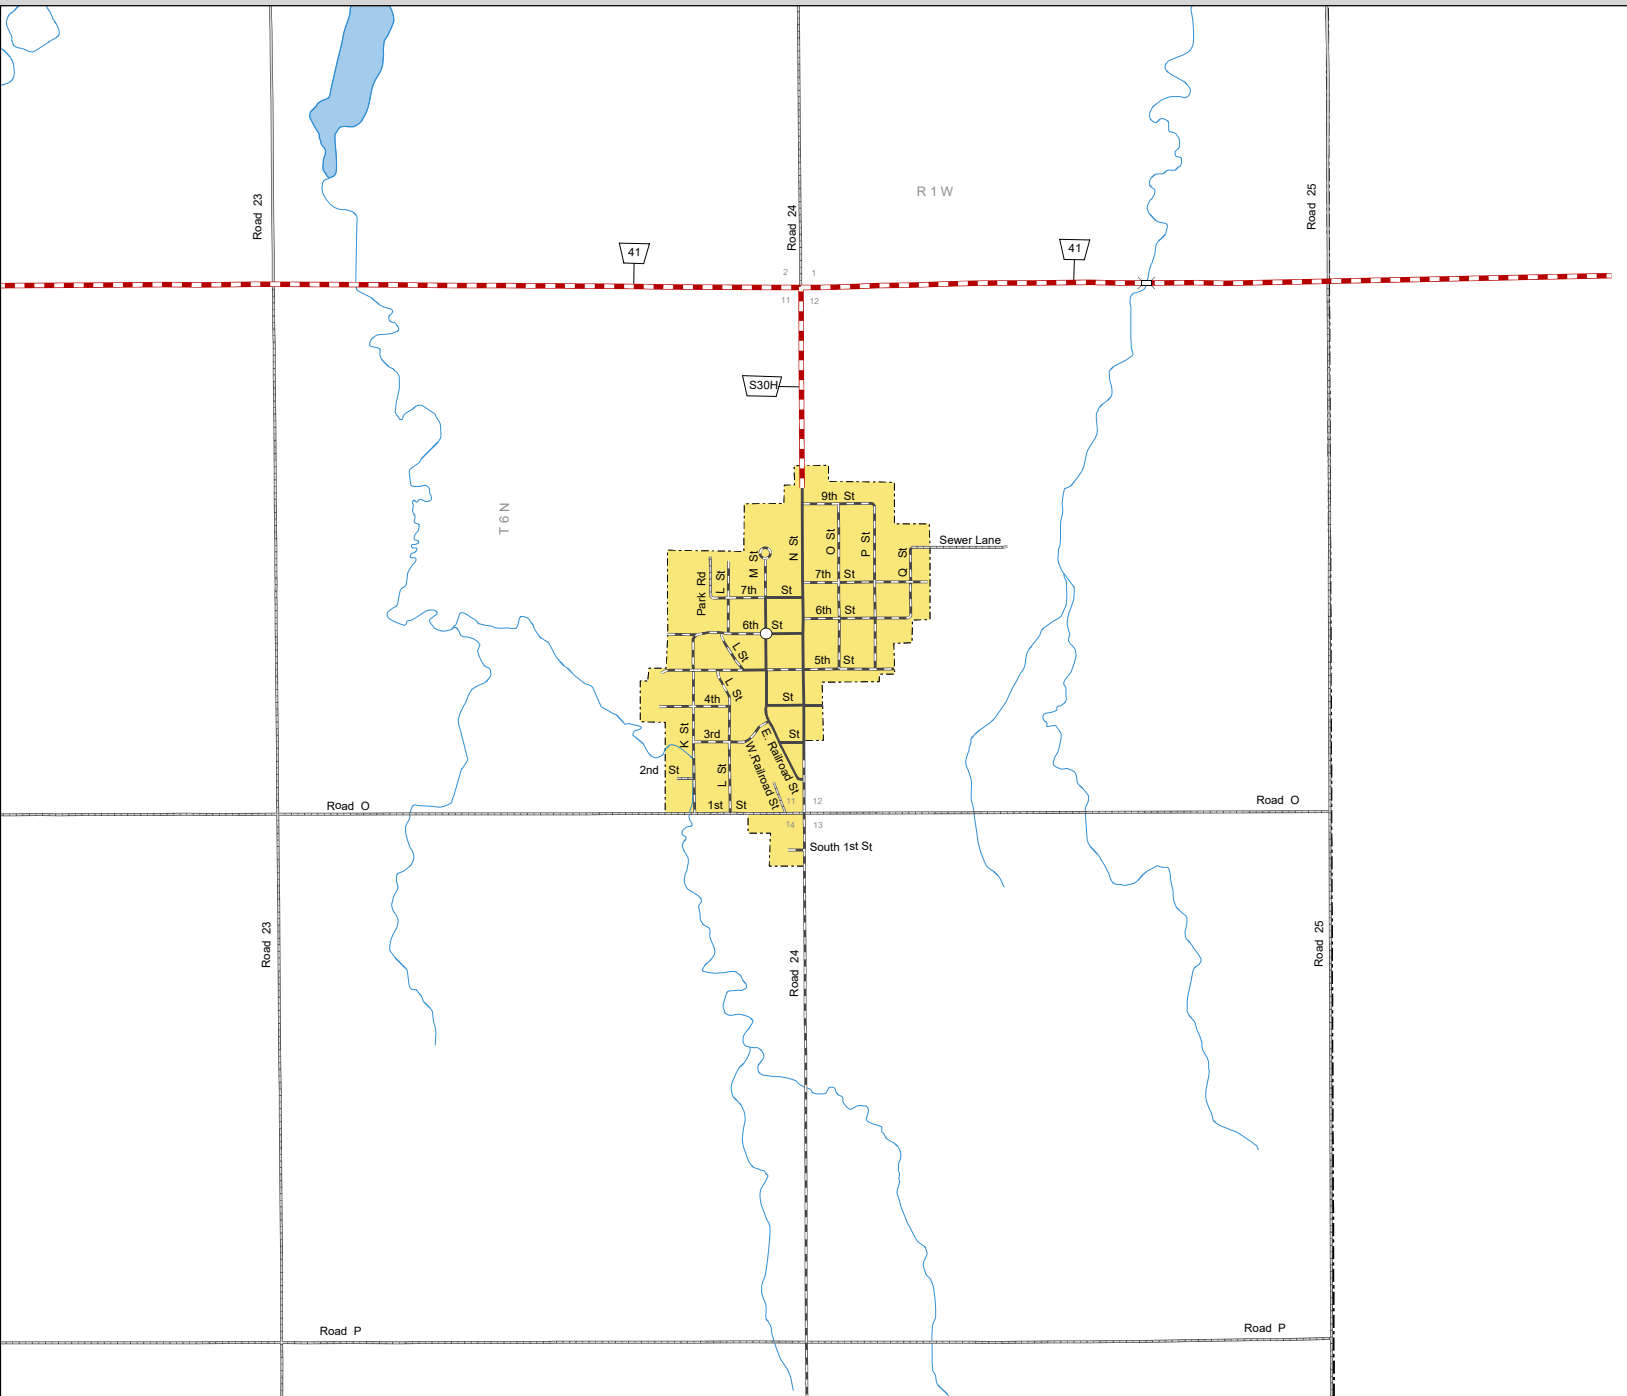 R 1 W
Road 23
Road 24
Road 25
41
41
2
1
11
12
S30H
T 6 N
9th St
N St
O St
P St
Q St
Sewer Lane
M St
L St
Park Rd
7th St
7th St
6th St
6th St
L St
5th St
L St
4th St
K St
3rd St
E. Railroad St
W.Railroad St
2nd St
L St
1st St
11
12
14
13
Road O
Road O
South 1st St
Road 23
Road 24
Road 25
Road P
Road P